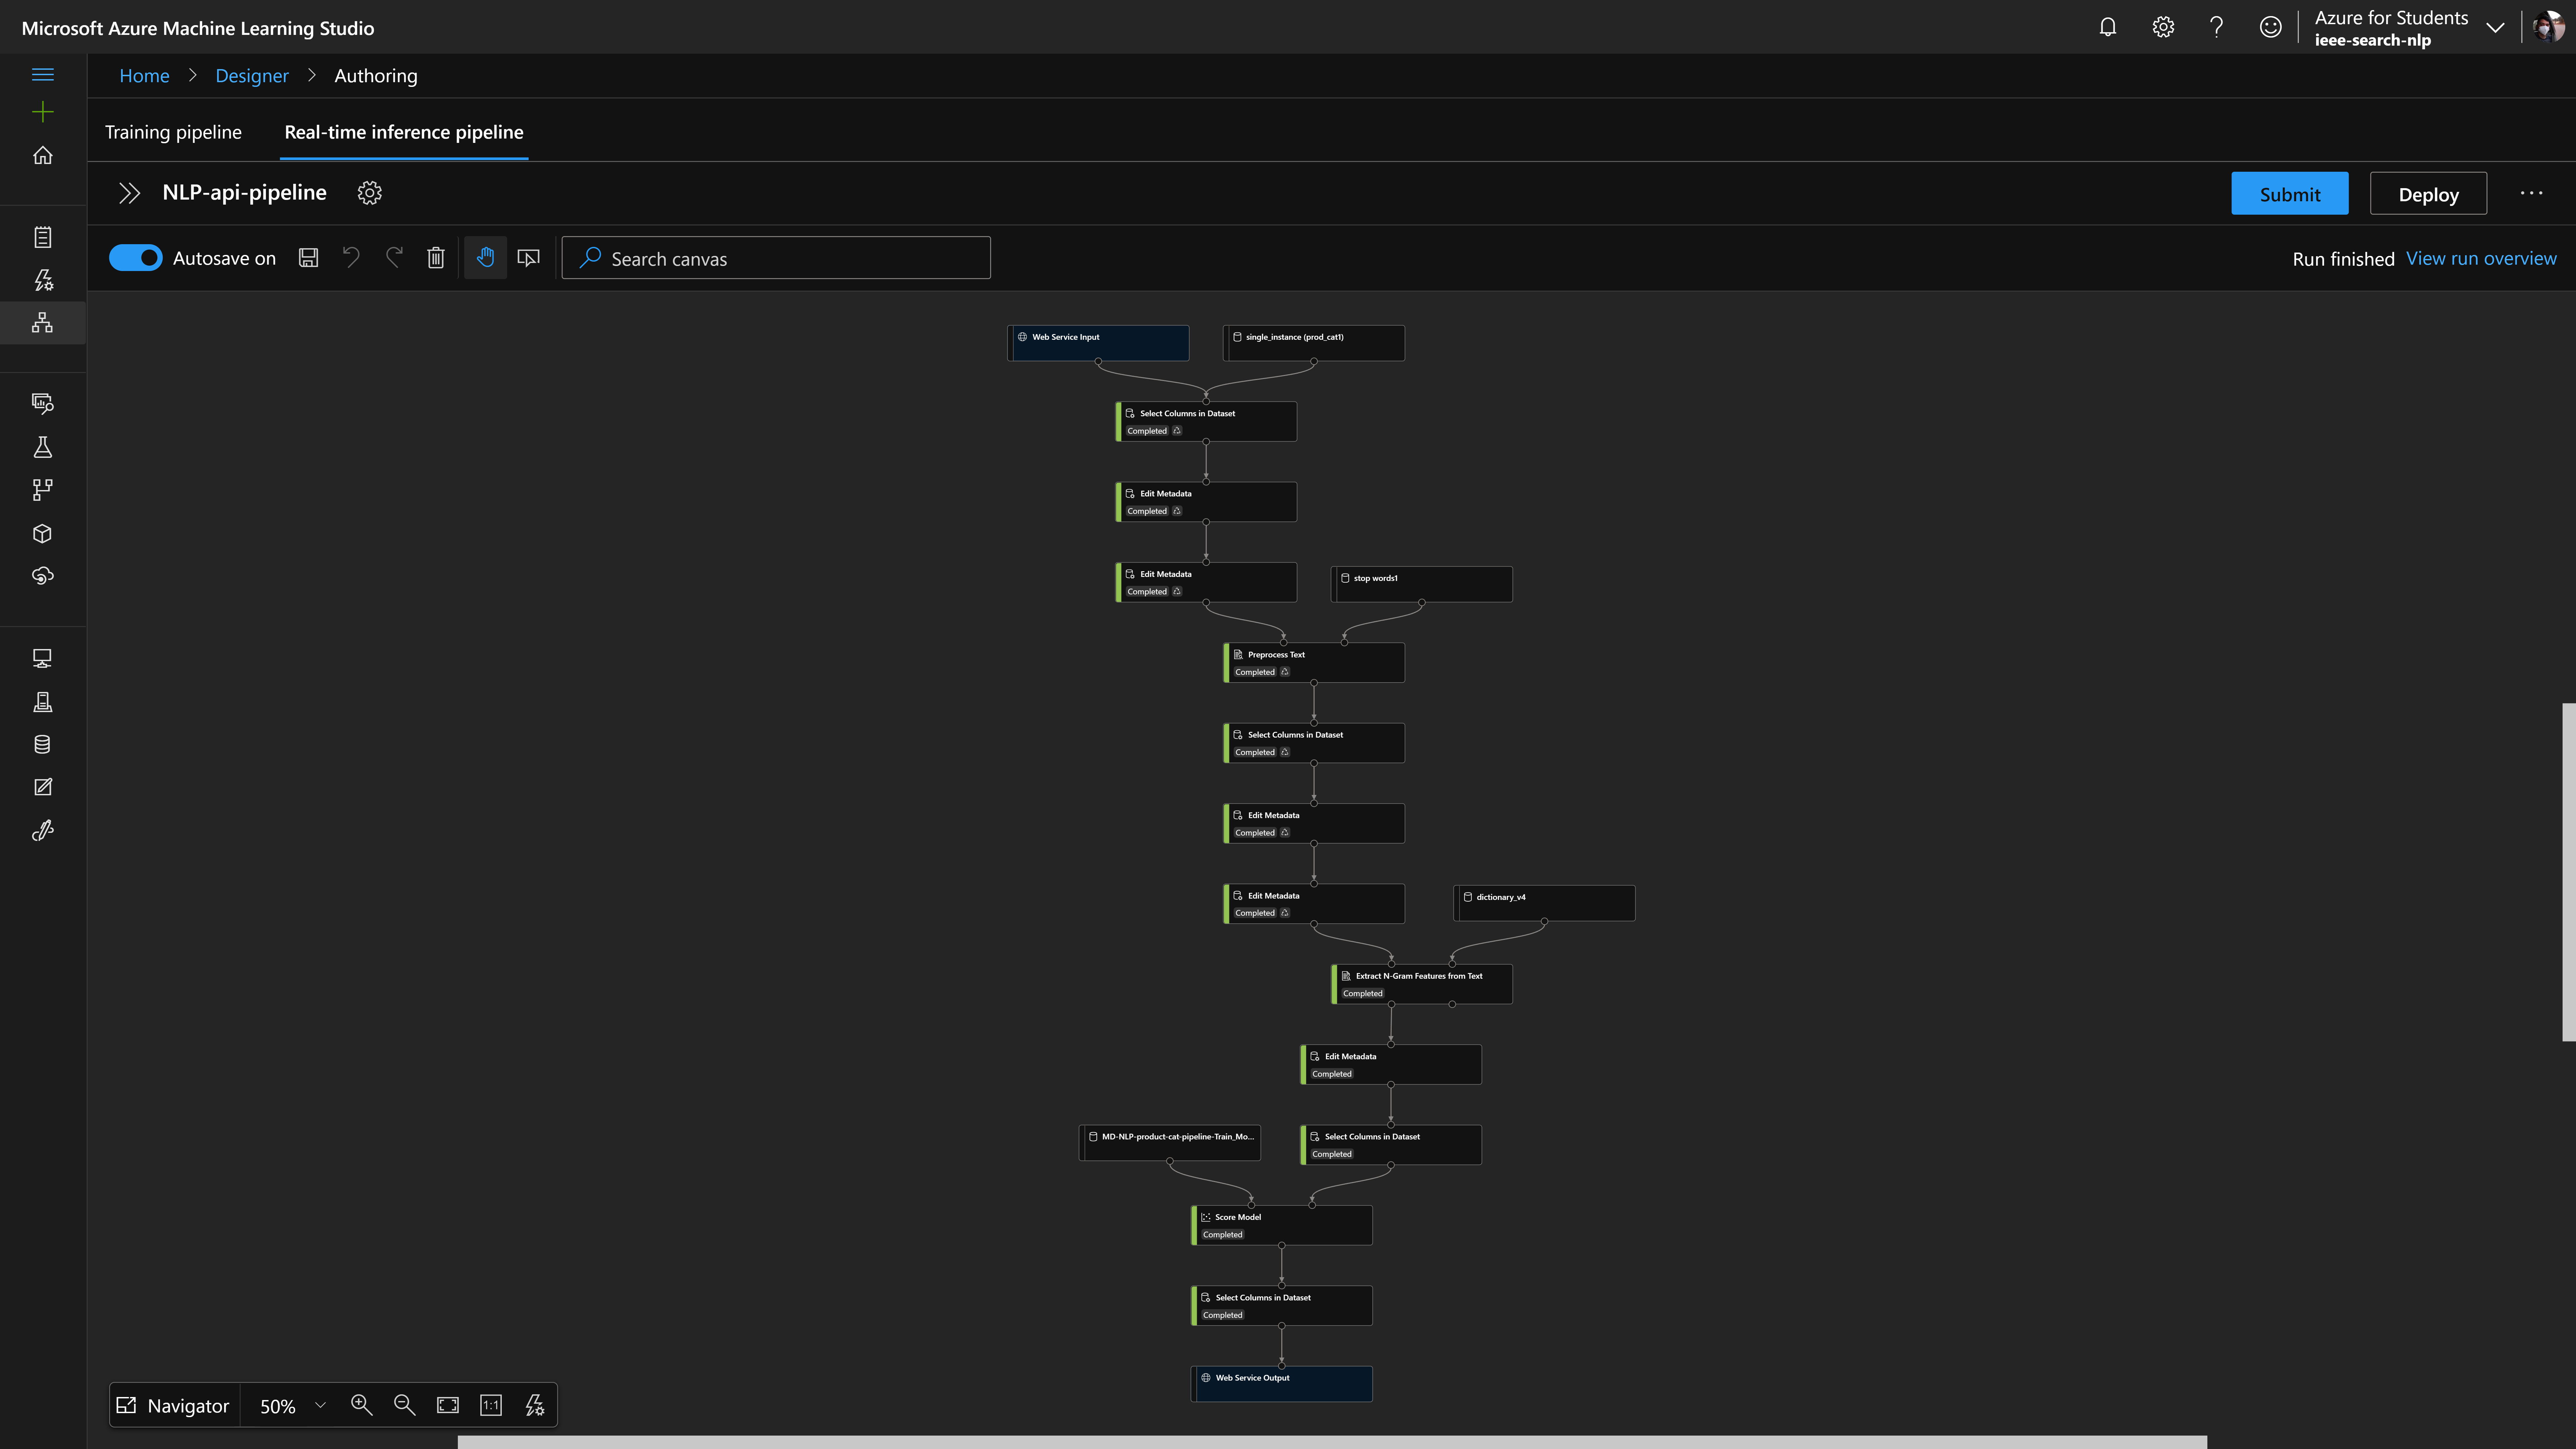 Microsoft Azure Machine Learning Studio
Azure for Students
ieee-search-nlp
Home > Designer > Authoring
Training pipeline
Real-time inference pipeline
NLP-api-pipeline
Submit
Deploy
Autosave on
Search canvas
Run finished
View run overview
Web Service Input
single_instance (prod_cat1)
Select Columns in Dataset
Completed
Edit Metadata
Completed
Edit Metadata
Completed
stop words1
Preprocess Text
Completed
Select Columns in Dataset
Completed
Edit Metadata
Completed
Edit Metadata
Completed
dictionary_v4
Extract N-Gram Features from Text
Completed
Edit Metadata
Completed
MD-NLP-product-cat-pipeline-Train_Mo...
Select Columns in Dataset
Completed
Score Model
Completed
Select Columns in Dataset
Completed
Web Service Output
Navigator
50%
1:1